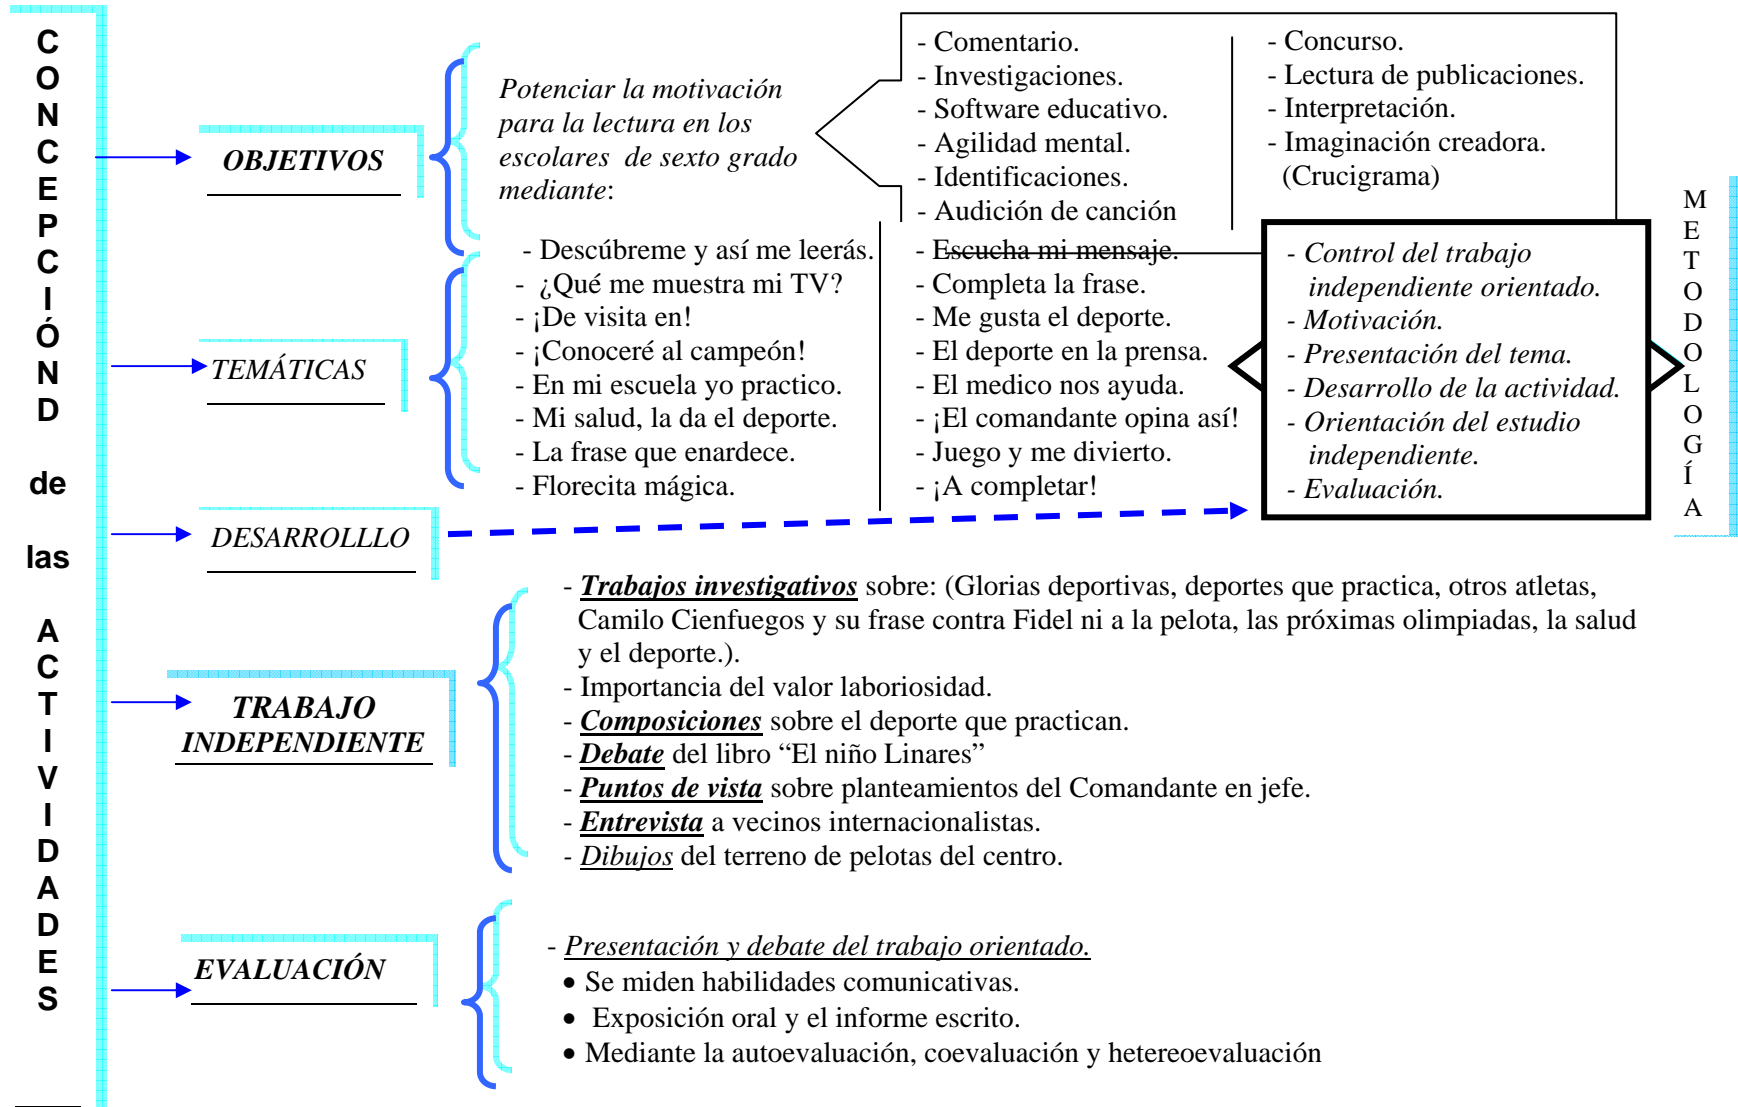 CONCEPCIÓND
de
las
ACTIVIDADES
OBJETIVOS
Potenciar la motivación
para la lectura en los
escolares de sexto grado
mediante:
- Comentario.
- Investigaciones.
- Software educativo.
- Agilidad mental.
- Identificaciones.
- Audición de canción
- Concurso.
- Lectura de publicaciones.
- Interpretación.
- Imaginación creadora.
(Crucigrama)
TEMÁTICAS
- Descúbreme y así me leerás.
- ¿Qué me muestra mi TV?
- ¡De visita en!
- ¡Conoceré al campeón!
- En mi escuela yo practico.
- Mi salud, la da el deporte.
- La frase que enardece.
- Florecita mágica.
- Escucha mi mensaje.
- Completa la frase.
- Me gusta el deporte.
- El deporte en la prensa.
- El medico nos ayuda.
- ¡El comandante opina así!
- Juego y me divierto.
- ¡A completar!
- Control del trabajo
independiente orientado.
- Motivación.
- Presentación del tema.
- Desarrollo de la actividad.
- Orientación del estudio
independiente.
- Evaluación.
METODOLOGÍA
DESARROLLLO
TRABAJO
INDEPENDIENTE
- Trabajos investigativos sobre: (Glorias deportivas, deportes que practica, otros atletas,
Camilo Cienfuegos y su frase contra Fidel ni a la pelota, las próximas olimpiadas, la salud
y el deporte.).
- Importancia del valor laboriosidad.
- Composiciones sobre el deporte que practican.
- Debate del libro “El niño Linares”
- Puntos de vista sobre planteamientos del Comandante en jefe.
- Entrevista a vecinos internacionalistas.
- Dibujos del terreno de pelotas del centro.
EVALUACIÓN
- Presentación y debate del trabajo orientado.
• Se miden habilidades comunicativas.
• Exposición oral y el informe escrito.
• Mediante la autoevaluación, coevaluación y hetereoevaluación